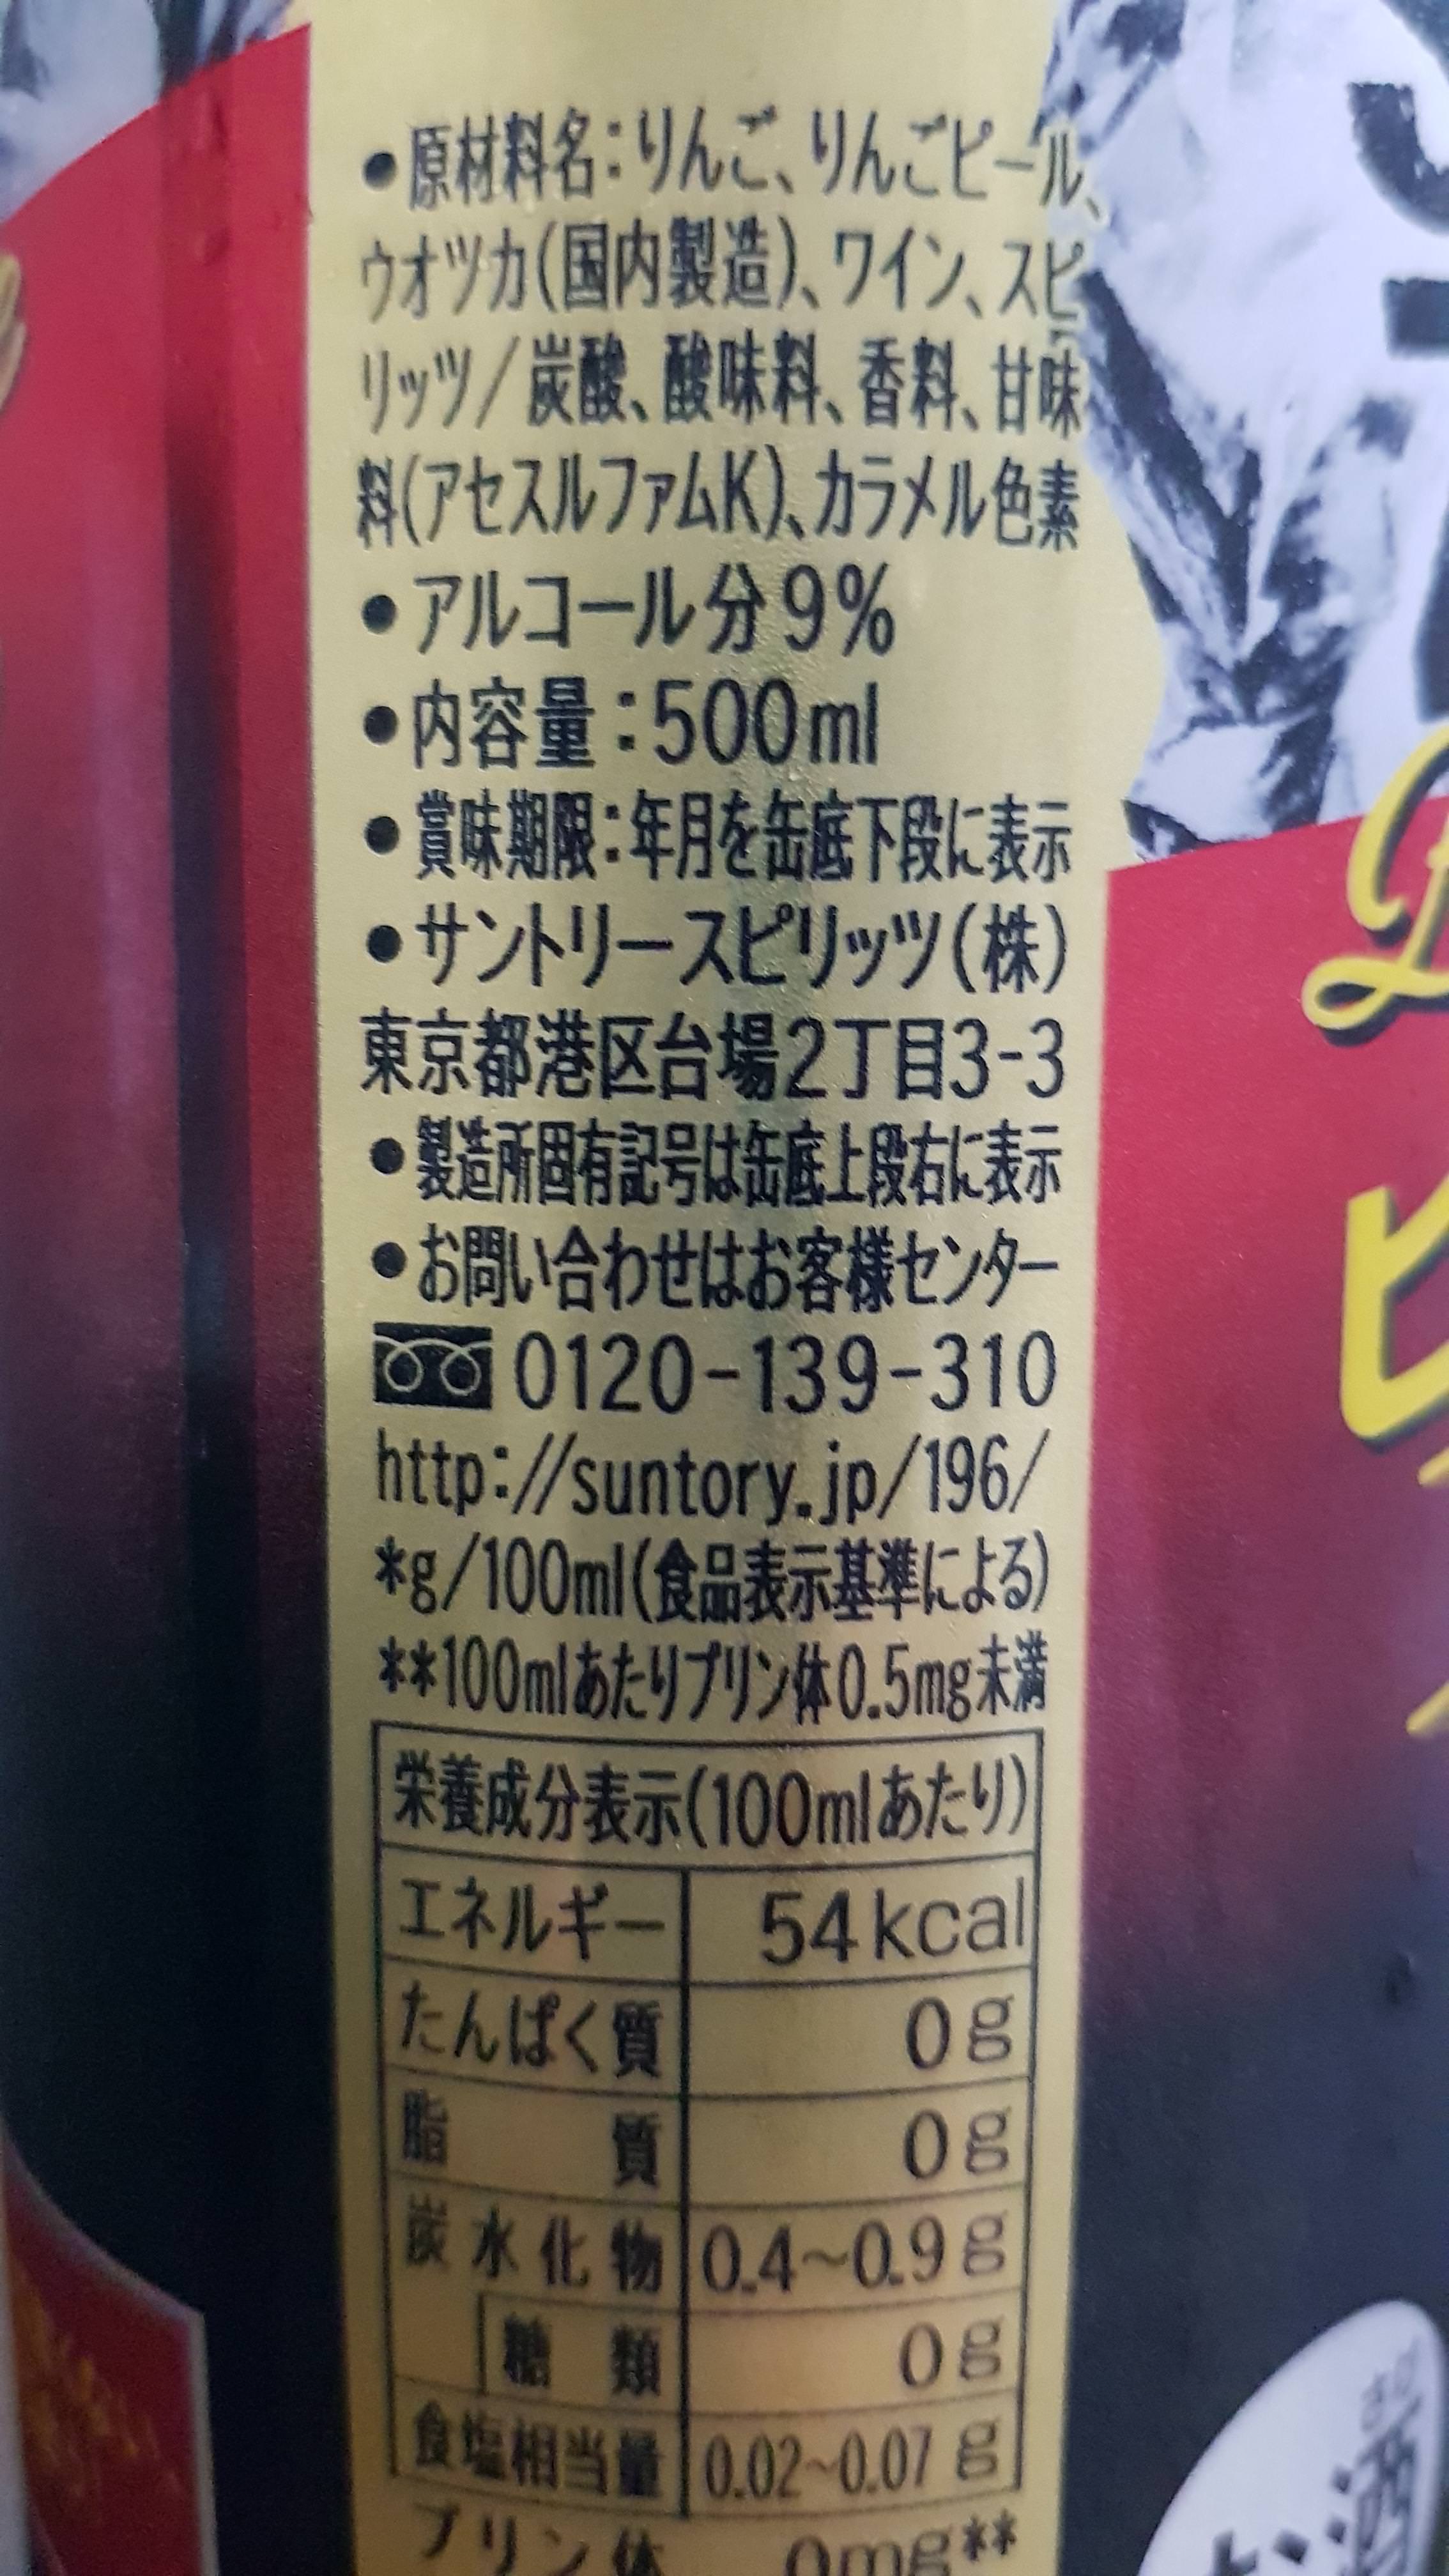 ●原材料名：りんご、りんごピール、
ウオツカ（国内製造）、ワイン、スピ
リッツ／炭酸、酸味料、香料、甘味
料（アセスルファムK）、カラメル色素
●アルコール分9%
●内容量：500ml
●賞味期限：年月を缶底下段に表示
●サントリースピリッツ（株）
東京都港区台場2丁目3-3
●製造所固有記号は缶底上段右に表示
●お問い合わせはお客様センター
0120-139-310
http://suntory.jp/196/
*g/100ml（食品表示基準による）
**100mlあたりプリン体0.5mg未満
栄養成分表示（100mlあたり）
エネルギー 54kcal
たんぱく質 0g
脂質 0g
炭水化物 0.4~0.9g
糖類 0g
食塩相当量 0.02~0.07g
プリン体 0mg**